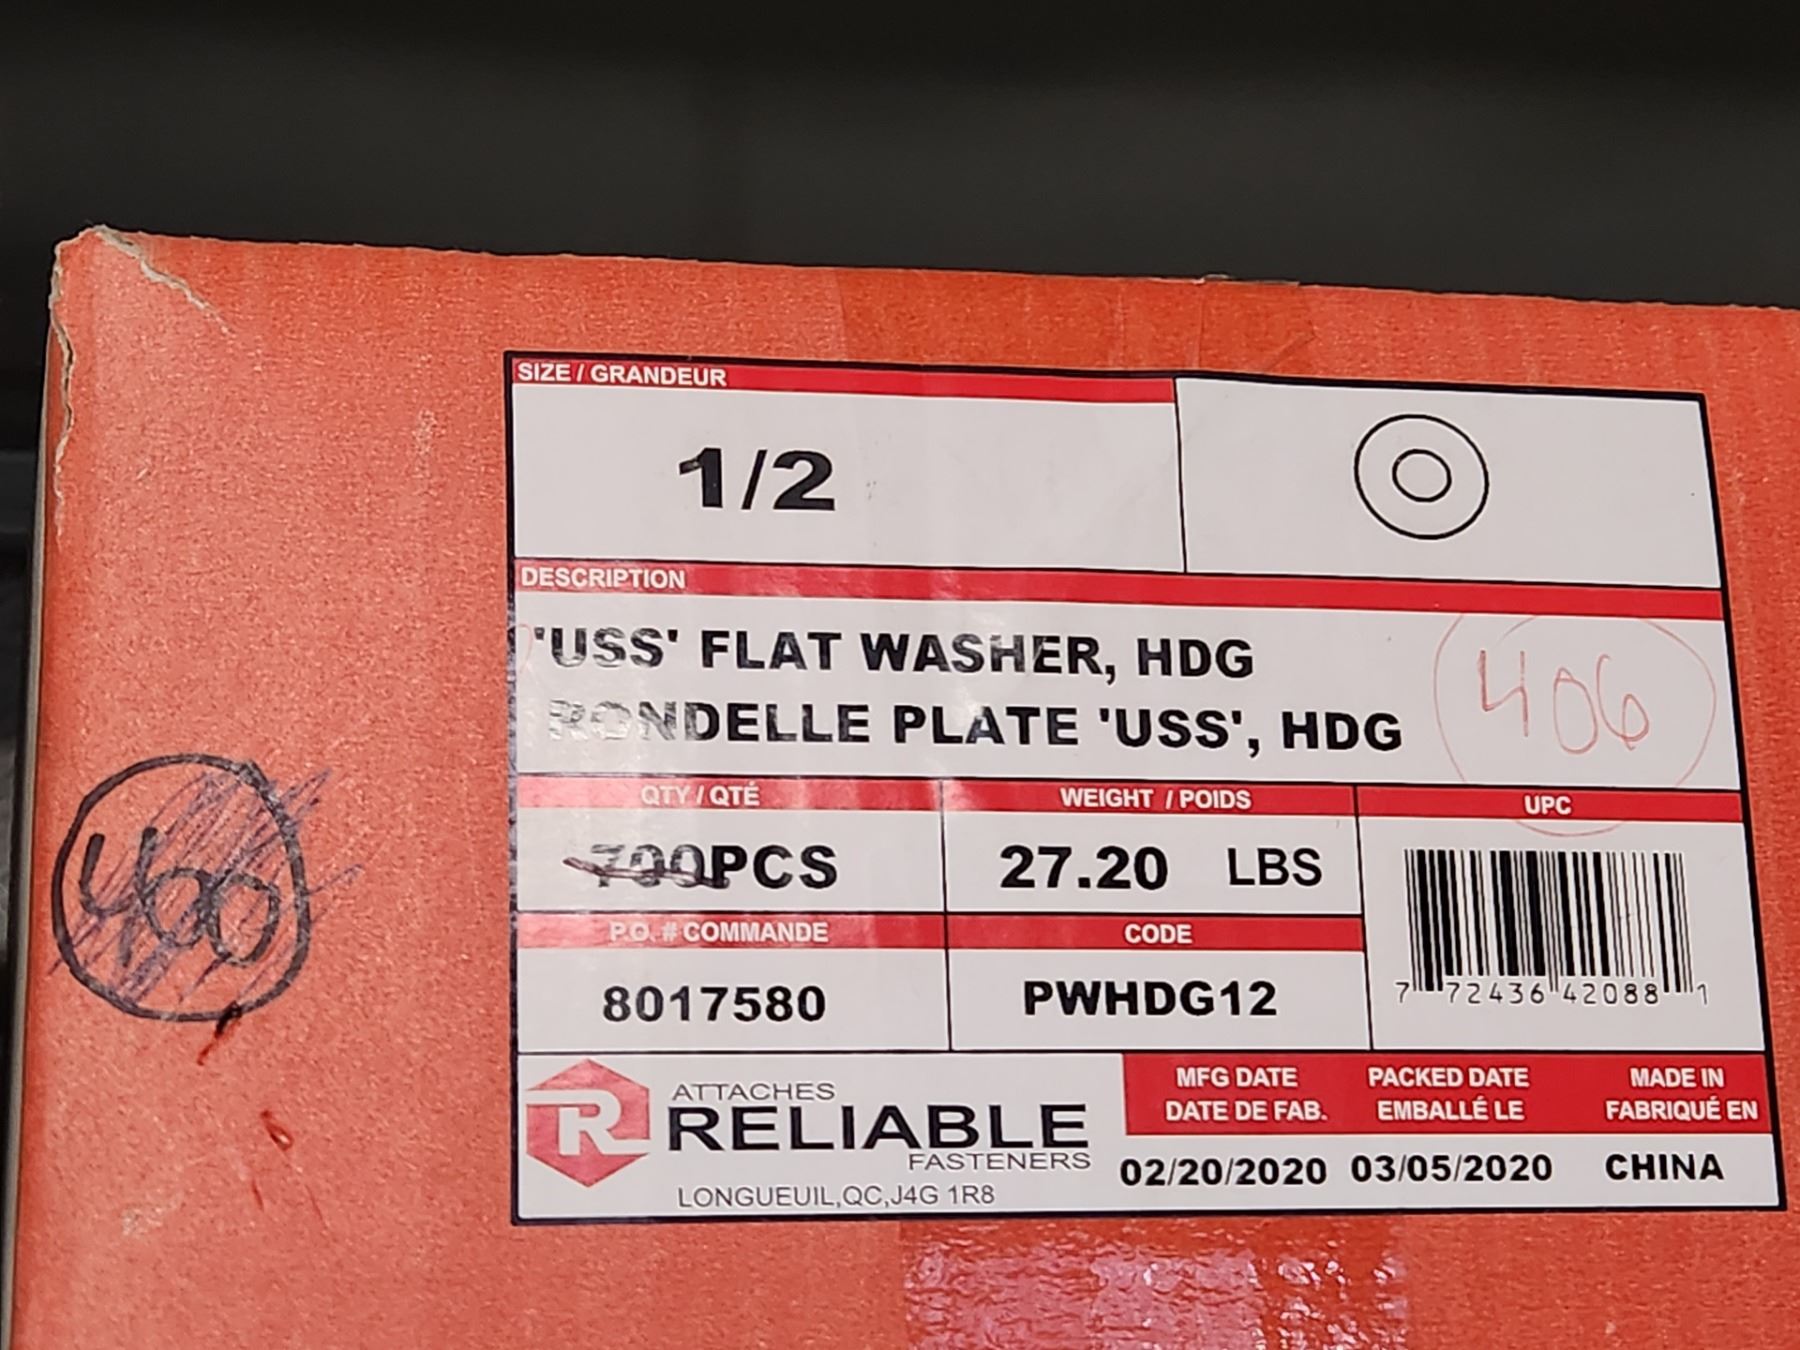 SIZE / GRANDEUR
1/2
DESCRIPTION
'USS' FLAT WASHER, HDG
RONDELLE PLATE 'USS', HDG
406
QTY / QTÉ
700PCS
WEIGHT / POIDS
27.20 LBS
UPC
7 72436 42088 1
400
P.O. # COMMANDE
8017580
CODE
PWHDG12
R
ATTACHES
RELIABLE
FASTENERS
LONGUEUIL,QC,J4G 1R8
MFG DATE
DATE DE FAB.
02/20/2020
PACKED DATE
EMBALLÉ LE
03/05/2020
MADE IN
FABRIQUÉ EN
CHINA